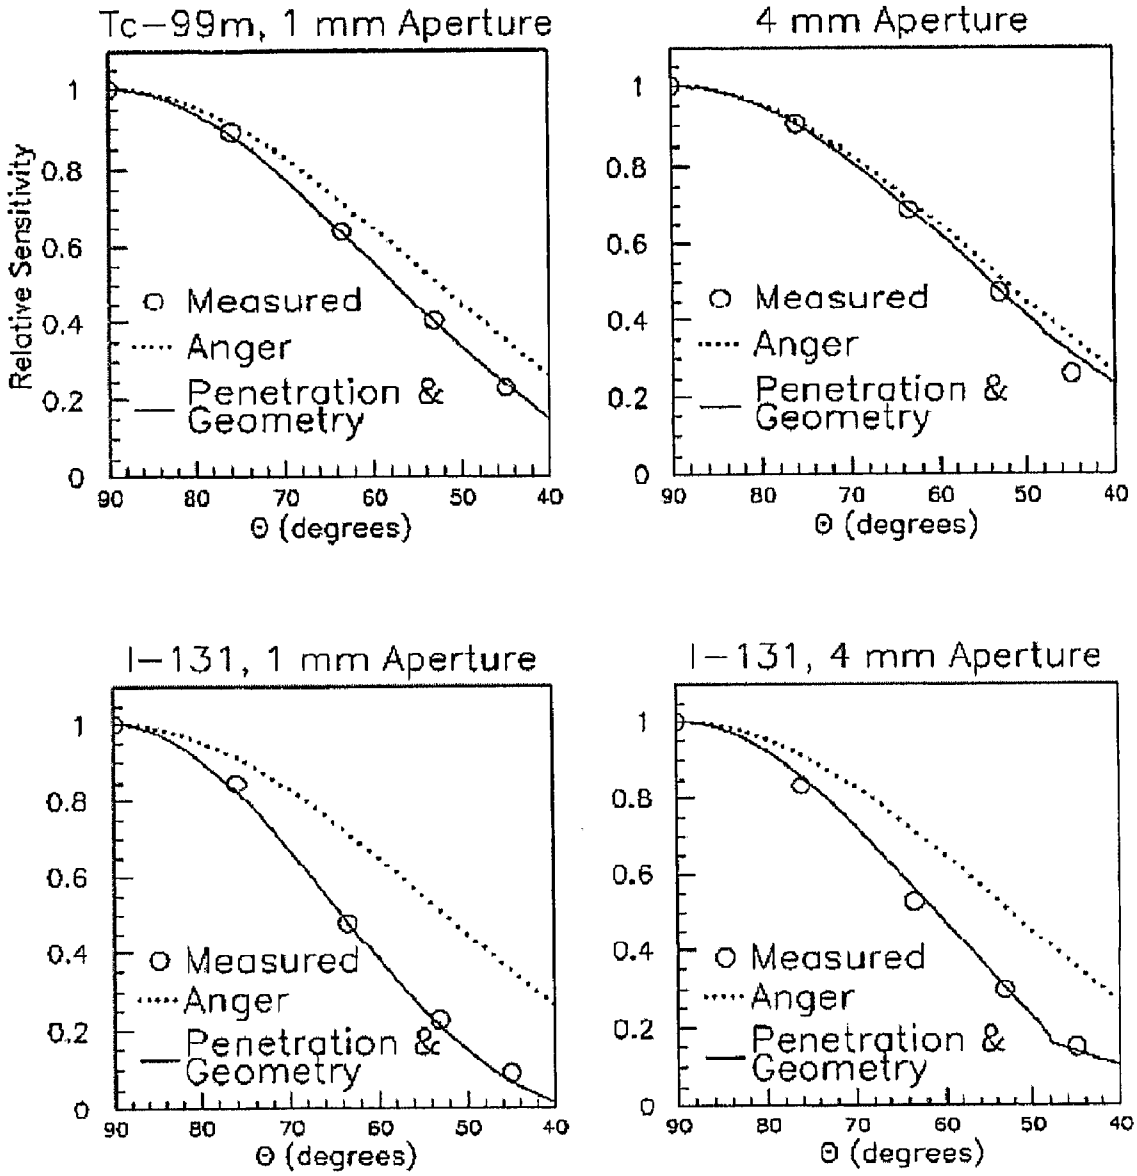 Tc-99m, 1 mm Aperture
1
0.8
0.6
0.4
0.2
0
Relative Sensitivity
Measured
Anger
Penetration &
Geometry
90 80 70 60 50 40
Θ (degrees)
4 mm Aperture
1
0.8
0.6
0.4
0.2
0
Measured
Anger
Penetration &
Geometry
90 80 70 60 50 40
Θ (degrees)
I-131, 1 mm Aperture
1
0.8
0.6
0.4
0.2
0
Measured
Anger
Penetration &
Geometry
90 80 70 60 50 40
Θ (degrees)
I-131, 4 mm Aperture
1
0.8
0.6
0.4
0.2
0
Measured
Anger
Penetration &
Geometry
90 80 70 60 50 40
Θ (degrees)